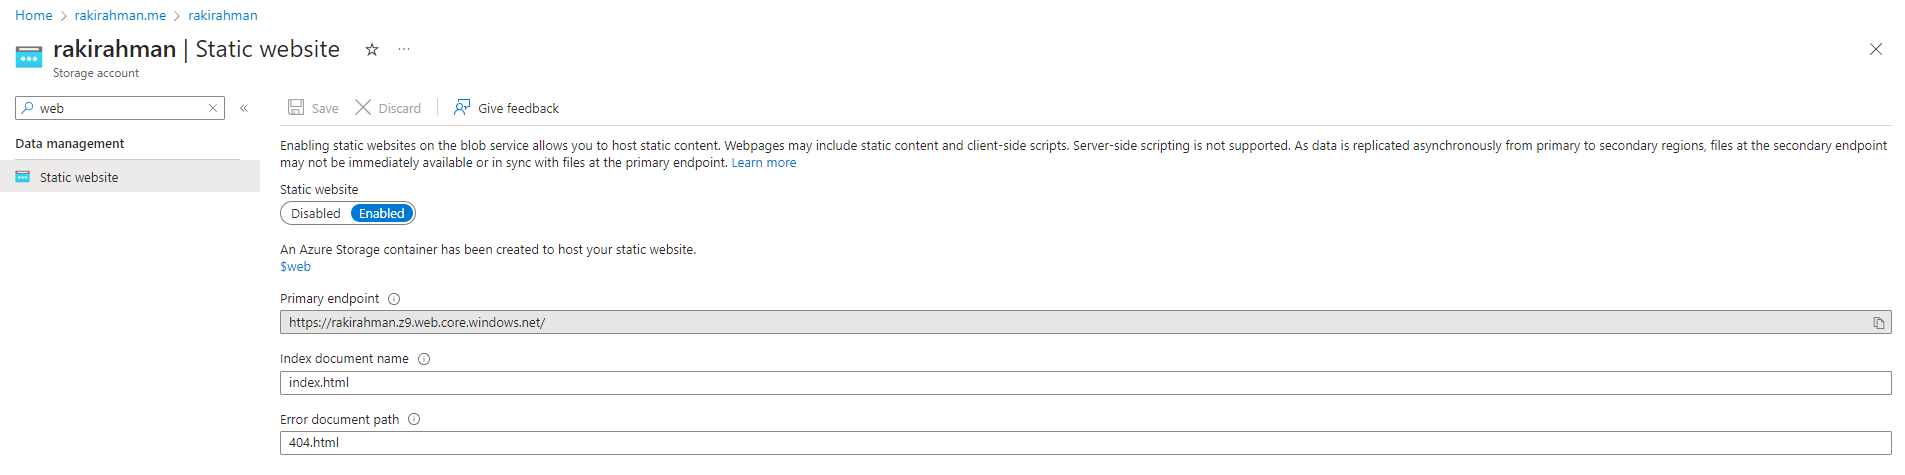 Home > rakirahman.me > rakirahman
rakirahman | Static website
Storage account
web
Save Discard Give feedback
Data management
Static website
Enabling static websites on the blob service allows you to host static content. Webpages may include static content and client-side scripts. Server-side scripting is not supported. As data is replicated asynchronously from primary to secondary regions, files at the secondary endpoint
may not be immediately available or in sync with files at the primary endpoint. Learn more
Static website
Disabled Enabled
An Azure Storage container has been created to host your static website.
$web
Primary endpoint
https://rakirahman.z9.web.core.windows.net/
Index document name
index.html
Error document path
404.html